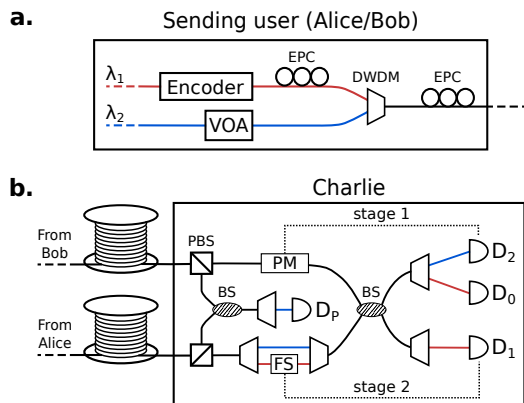 a.
Sending user (Alice/Bob)
λ1
Encoder
EPC
DWDM
EPC
λ2
VOA
b.
Charlie
From
Bob
PBS
PM
stage 1
D2
BS
DP
BS
D0
From
Alice
FS
D1
stage 2